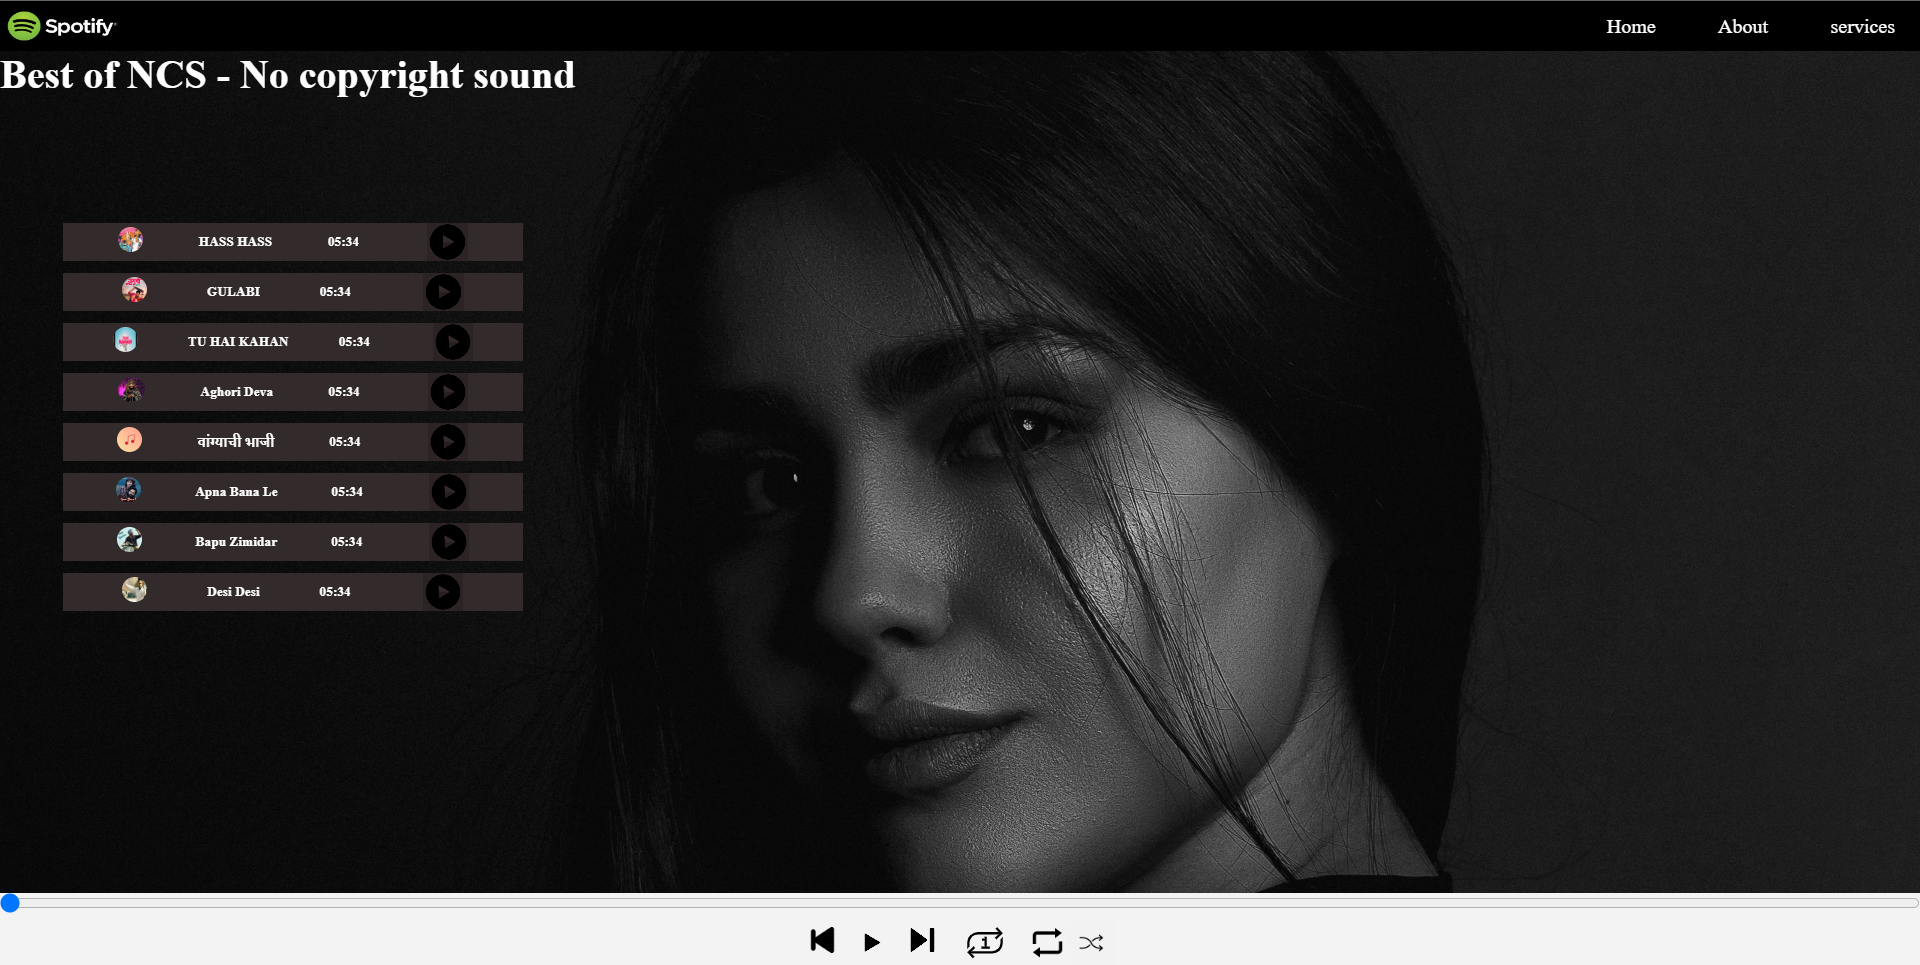 Spotify
Home About services
Best of NCS - No copyright sound
HASS HASS 05:34
GULABI 05:34
TU HAI KAHAN 05:34
Aghori Deva 05:34
वांग्याची भाजी 05:34
Apna Bana Le 05:34
Bapu Zimidar 05:34
Desi Desi 05:34
1